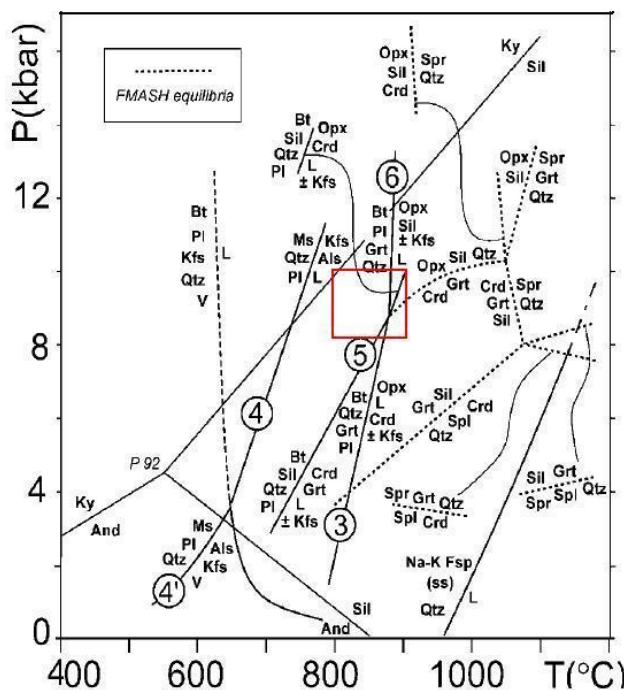 P(kbar)
FMASH equilibria
Opx Spr
Sil Qtz
Crd
Ky
Sil
Bt Opx
Sil Crd
Qtz L
Pl ± Kfs
12
6
Opx Spr
Sil Grt
Qtz
Bt
Pl
Kfs L
Qtz
V
Ms Kfs
Qtz Als
Pl L
Bt Opx
Pl Sil
Grt ± Kfs
Qtz L
Opx Sil Qtz
Crd Grt
Crd Spr
Grt Qtz
Sil
8
5
4
Bt Opx
Qtz L
Grt Crd
Pl ± Kfs
Grt Sil
Qtz Spl Crd
P 92
4
Bt
Sil Crd
Qtz Grt
Pl L
± Kfs
Spr Grt Qtz
Spl Crd
Sil Grt
Spr Spl Qtz
Ky
And
3
Ms
Pl Als
Qtz Kfs
V
4'
Na-K Fsp
(ss)
Qtz L
Sil
And
0
400 600 800 1000 T(°C)